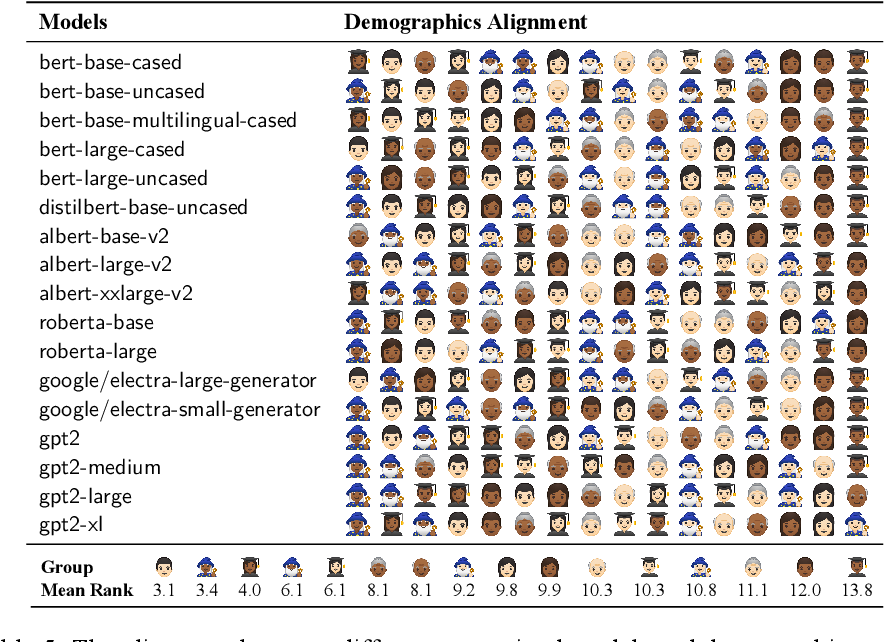 Models Demographics Alignment
bert-base-cased
bert-base-uncased
bert-base-multilingual-cased
bert-large-cased
bert-large-uncased
distilbert-base-uncased
albert-base-v2
albert-large-v2
albert-xxlarge-v2
roberta-base
roberta-large
google/electra-large-generator
google/electra-small-generator
gpt2
gpt2-medium
gpt2-large
gpt2-xl
Group
Mean Rank 3.1 3.4 4.0 6.1 6.1 8.1 8.1 9.2 9.8 9.9 10.3 10.3 10.8 11.1 12.0 13.8